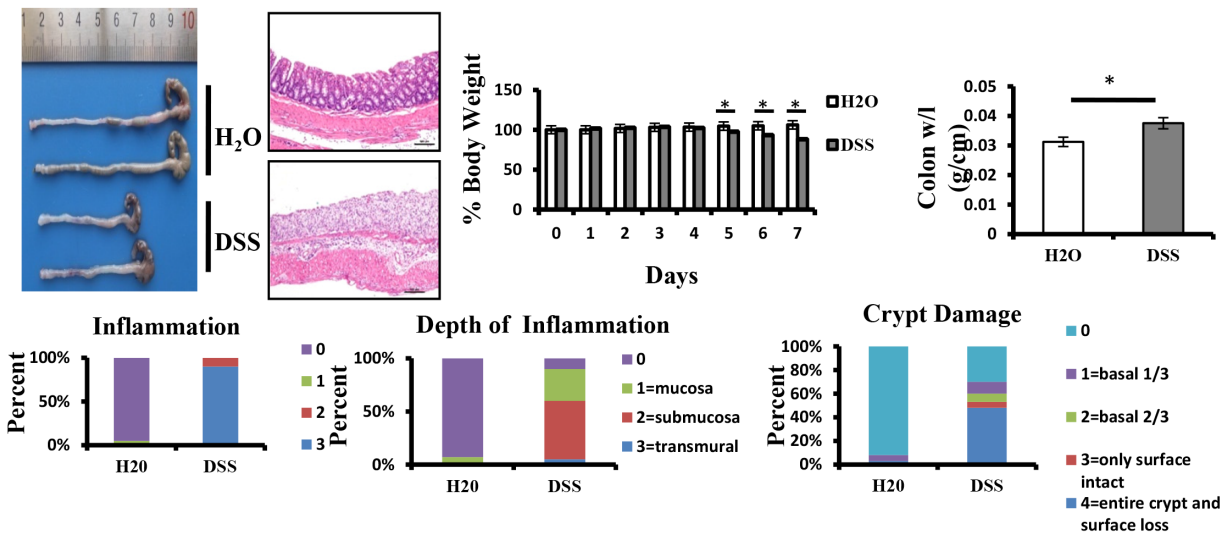 1 2 3 4 5 6 7 8 9 10
H2O
DSS
% Body Weight
150
100
50
0
* * *
H2O
DSS
0 1 2 3 4 5 6 7
Days
Colon w/l
(g/cm)
0.05
0.04
0.03
0.02
0.01
0
*
H2O DSS
Inflammation
Percent
100%
50%
0%
H20 DSS
0
1
2
3
Depth of Inflammation
Percent
100%
50%
0%
H20 DSS
0
1=mucosa
2=submucosa
3=transmural
Crypt Damage
Percent
100%
80%
60%
40%
20%
0%
H20 DSS
0
1=basal 1/3
2=basal 2/3
3=only surface
intact
4=entire crypt and
surface loss